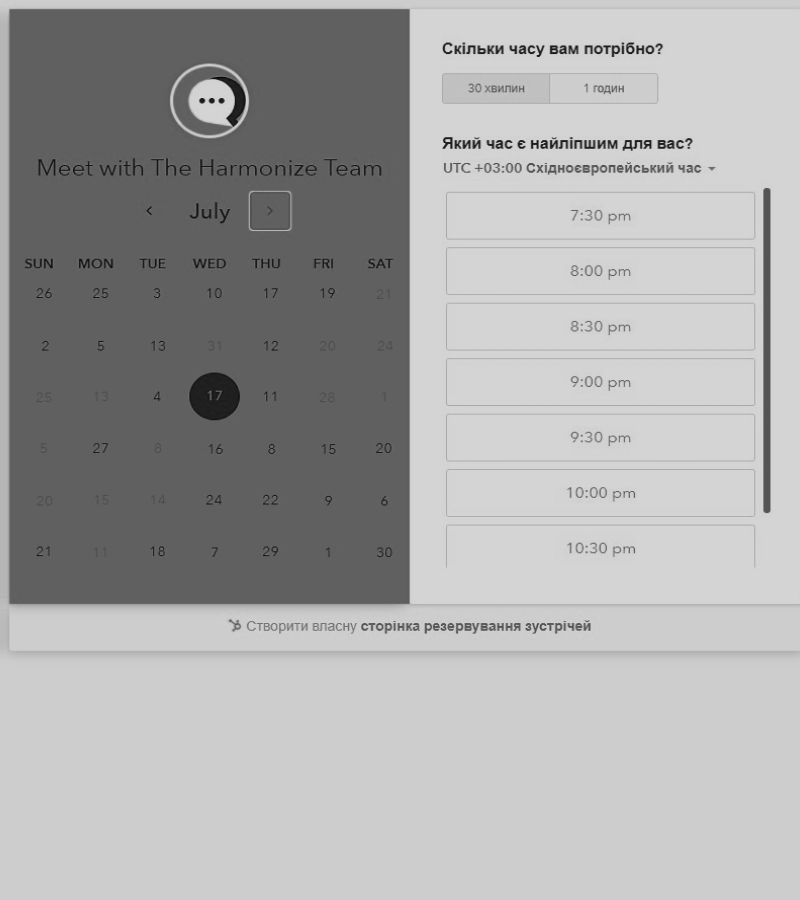 Meet with The Harmonize Team
July
SUN MON TUE WED THU FRI SAT
26 25 3 10 17 19 21
2 5 13 31 12 20 24
25 13 4 17 11 28 1
5 27 8 16 8 15 20
20 15 14 24 22 9 6
21 11 18 7 29 1 30
Скільки часу вам потрібно?
30 хвилин 1 годин
Який час є найліпшим для вас?
UTC +03:00 Східноєвропейський час
7:30 pm
8:00 pm
8:30 pm
9:00 pm
9:30 pm
10:00 pm
10:30 pm
Створити власну сторінка резервування зустрічей